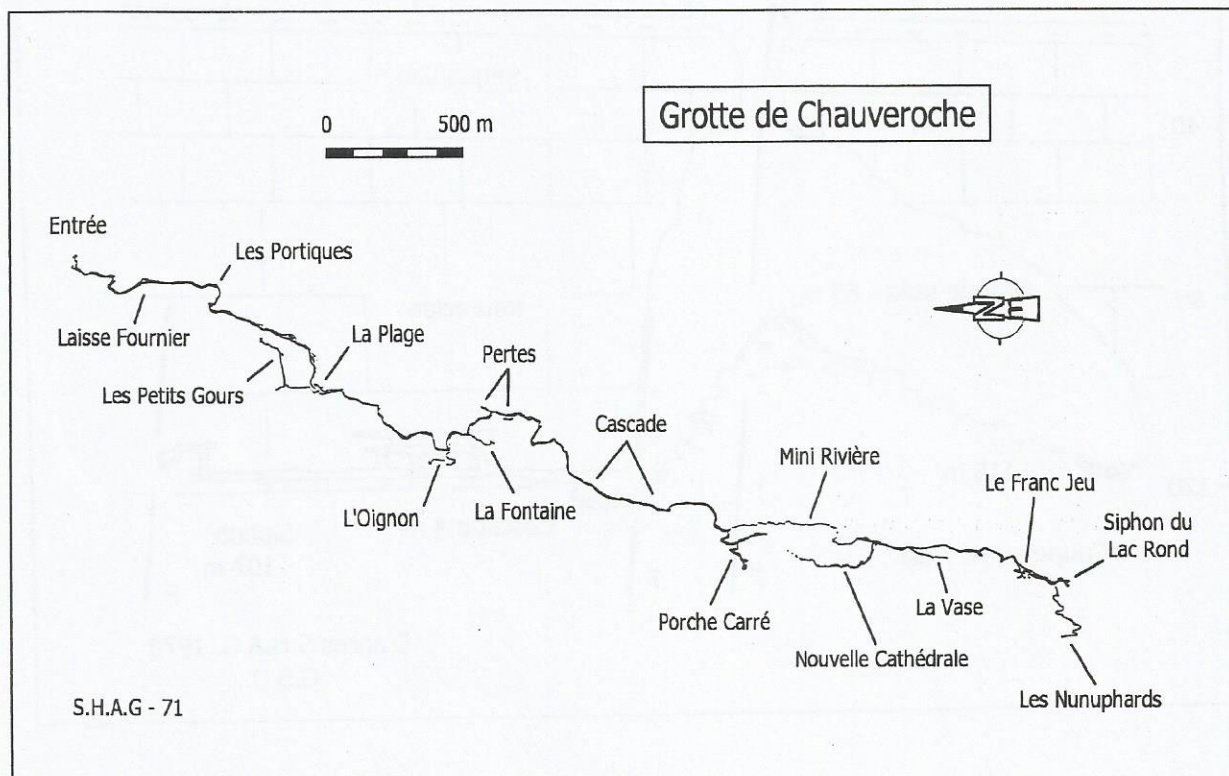 Grotte de Chauveroche
0 500 m
Entrée
Les Portiques
Laisse Fournier
La Plage
Les Petits Gours
Pertes
Cascade
L'Oignon
La Fontaine
Mini Rivière
Le Franc Jeu
Siphon du
Lac Rond
Porche Carré
La Vase
Nouvelle Cathédrale
Les Nunuphards
S.H.A.G - 71
N